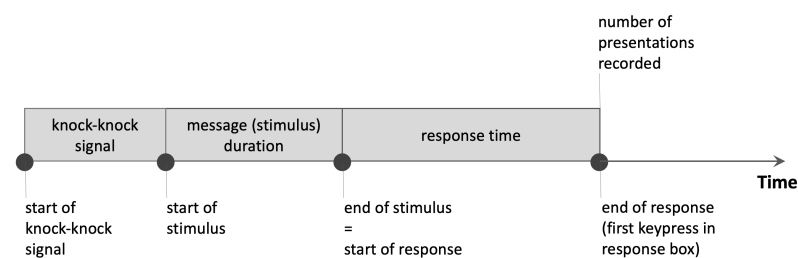 number of
presentations
recorded
knock-knock
signal
message (stimulus)
duration
response time
Time
start of
knock-knock
signal
start of
stimulus
end of stimulus
=
start of response
end of response
(first keypress in
response box)